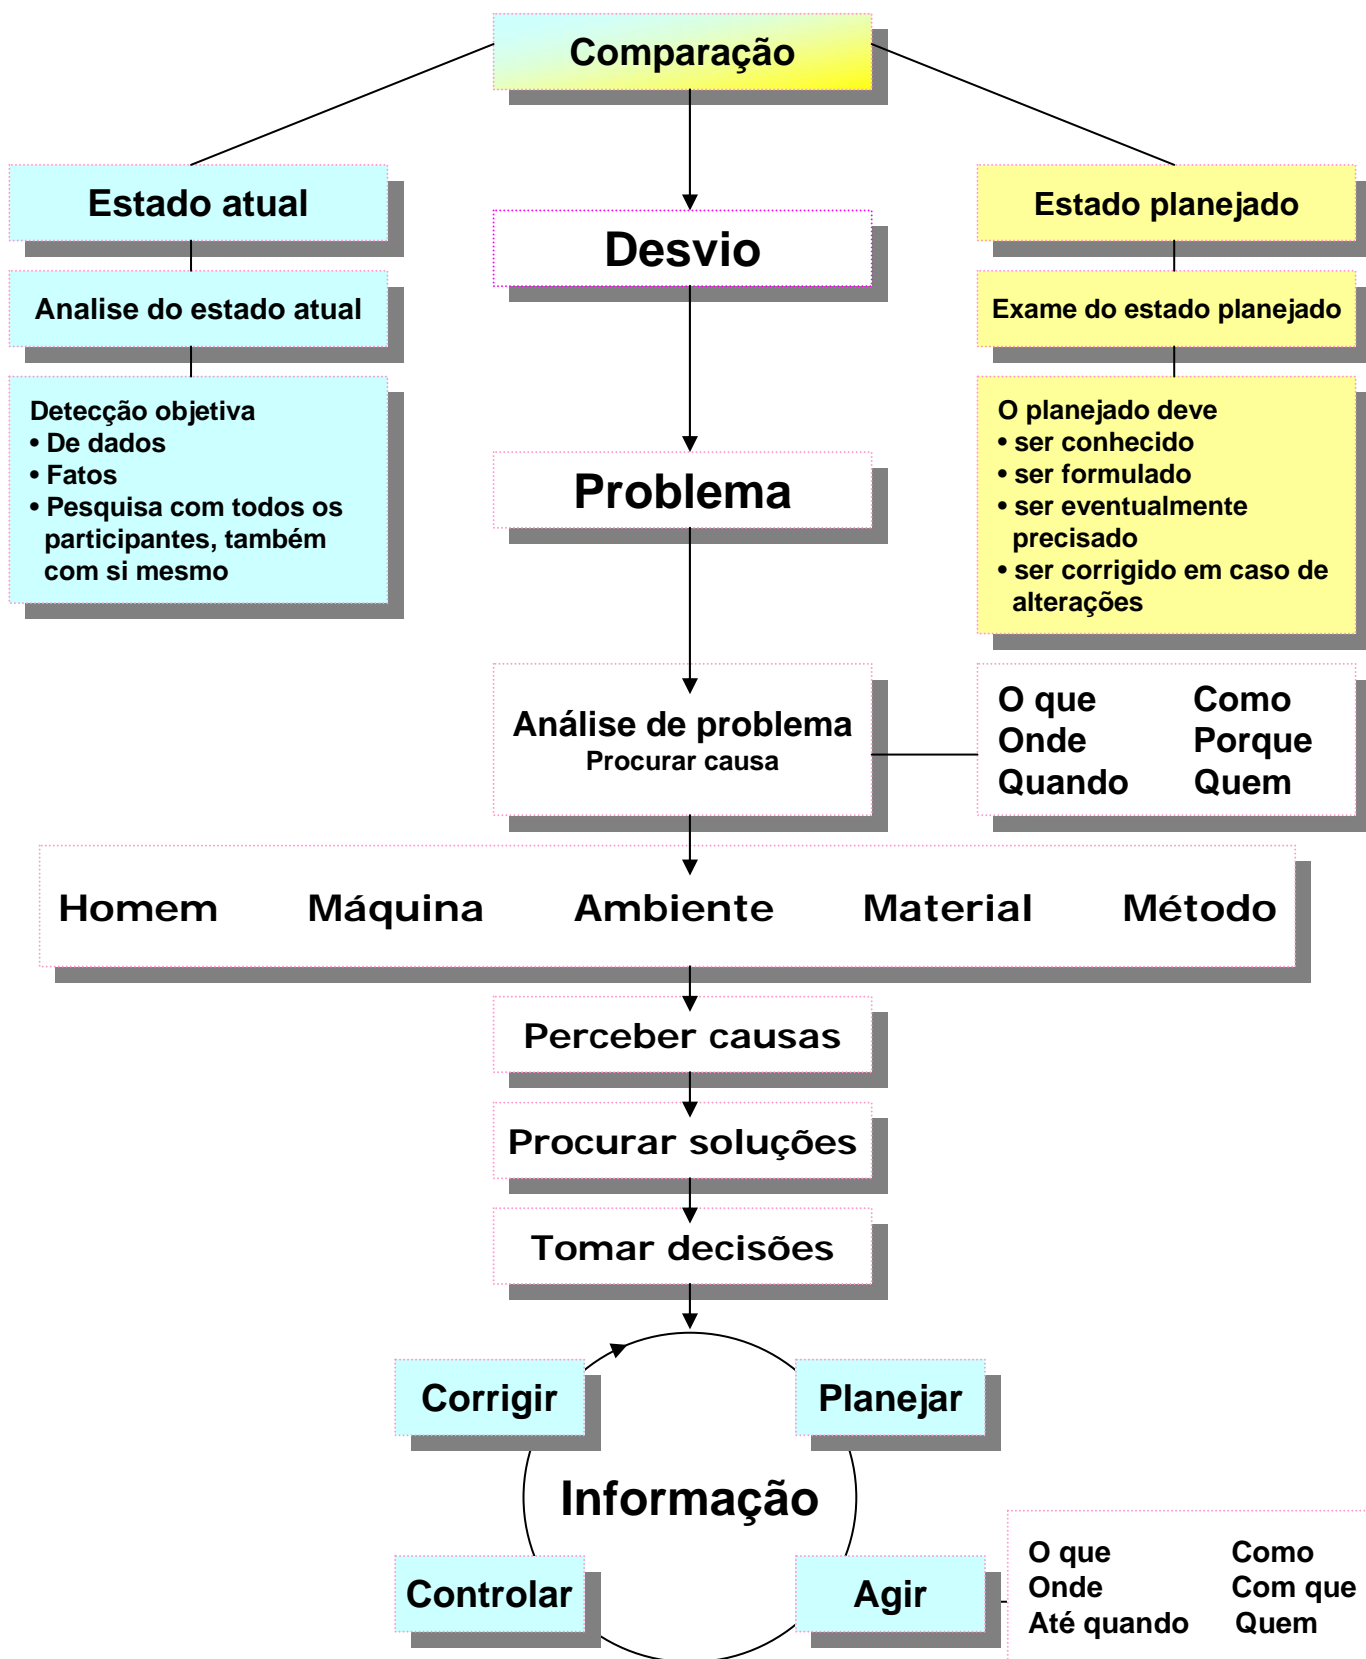 Comparação
Estado atual
Analise do estado atual
Detecção objetiva
• De dados
• Fatos
• Pesquisa com todos os
participantes, também
com si mesmo
Desvio
Problema
Estado planejado
Exame do estado planejado
O planejado deve
• ser conhecido
• ser formulado
• ser eventualmente
precisado
• ser corrigido em caso de
alterações
Análise de problema
Procurar causa
O que Como
Onde Porque
Quando Quem
Homem Máquina Ambiente Material Método
Perceber causas
Procurar soluções
Tomar decisões
Corrigir Planejar
Informação
Controlar Agir
O que Como
Onde Com que
Até quando Quem